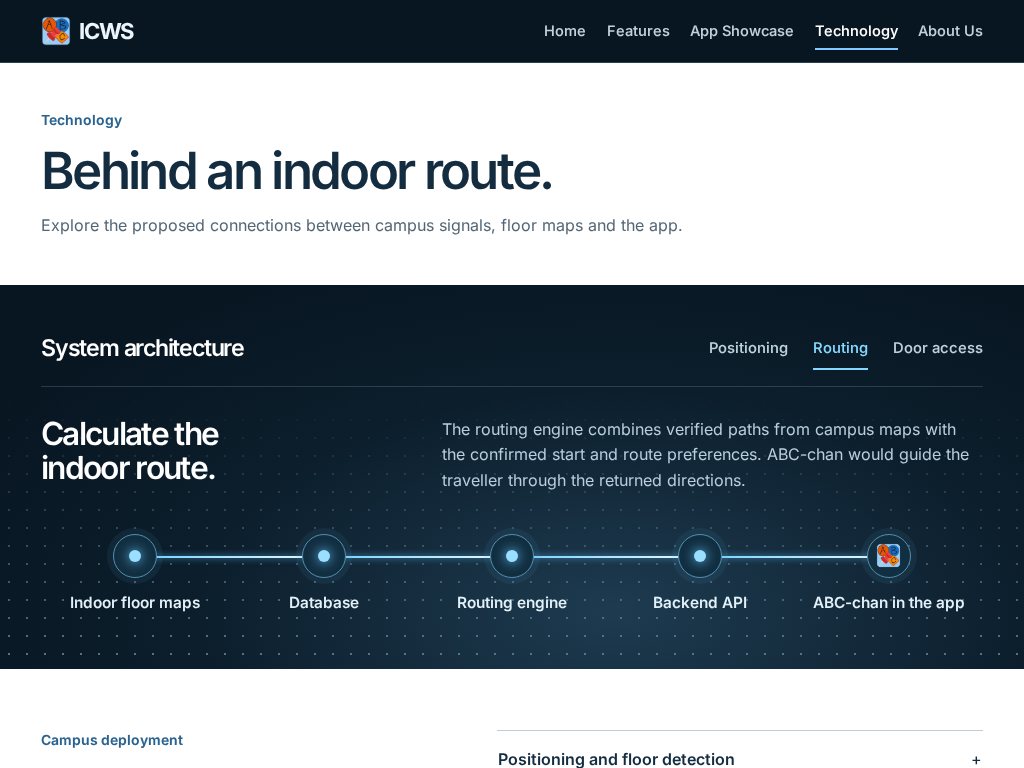 ABC ICWS
Home Features App Showcase Technology About Us
Technology
Behind an indoor route.
Explore the proposed connections between campus signals, floor maps and the app.
System architecture
Positioning Routing Door access
Calculate the
indoor route.
The routing engine combines verified paths from campus maps with
the confirmed start and route preferences. ABC-chan would guide the
traveller through the returned directions.
Indoor floor maps Database Routing engine Backend API ABC-chan in the app
Campus deployment
Positioning and floor detection +